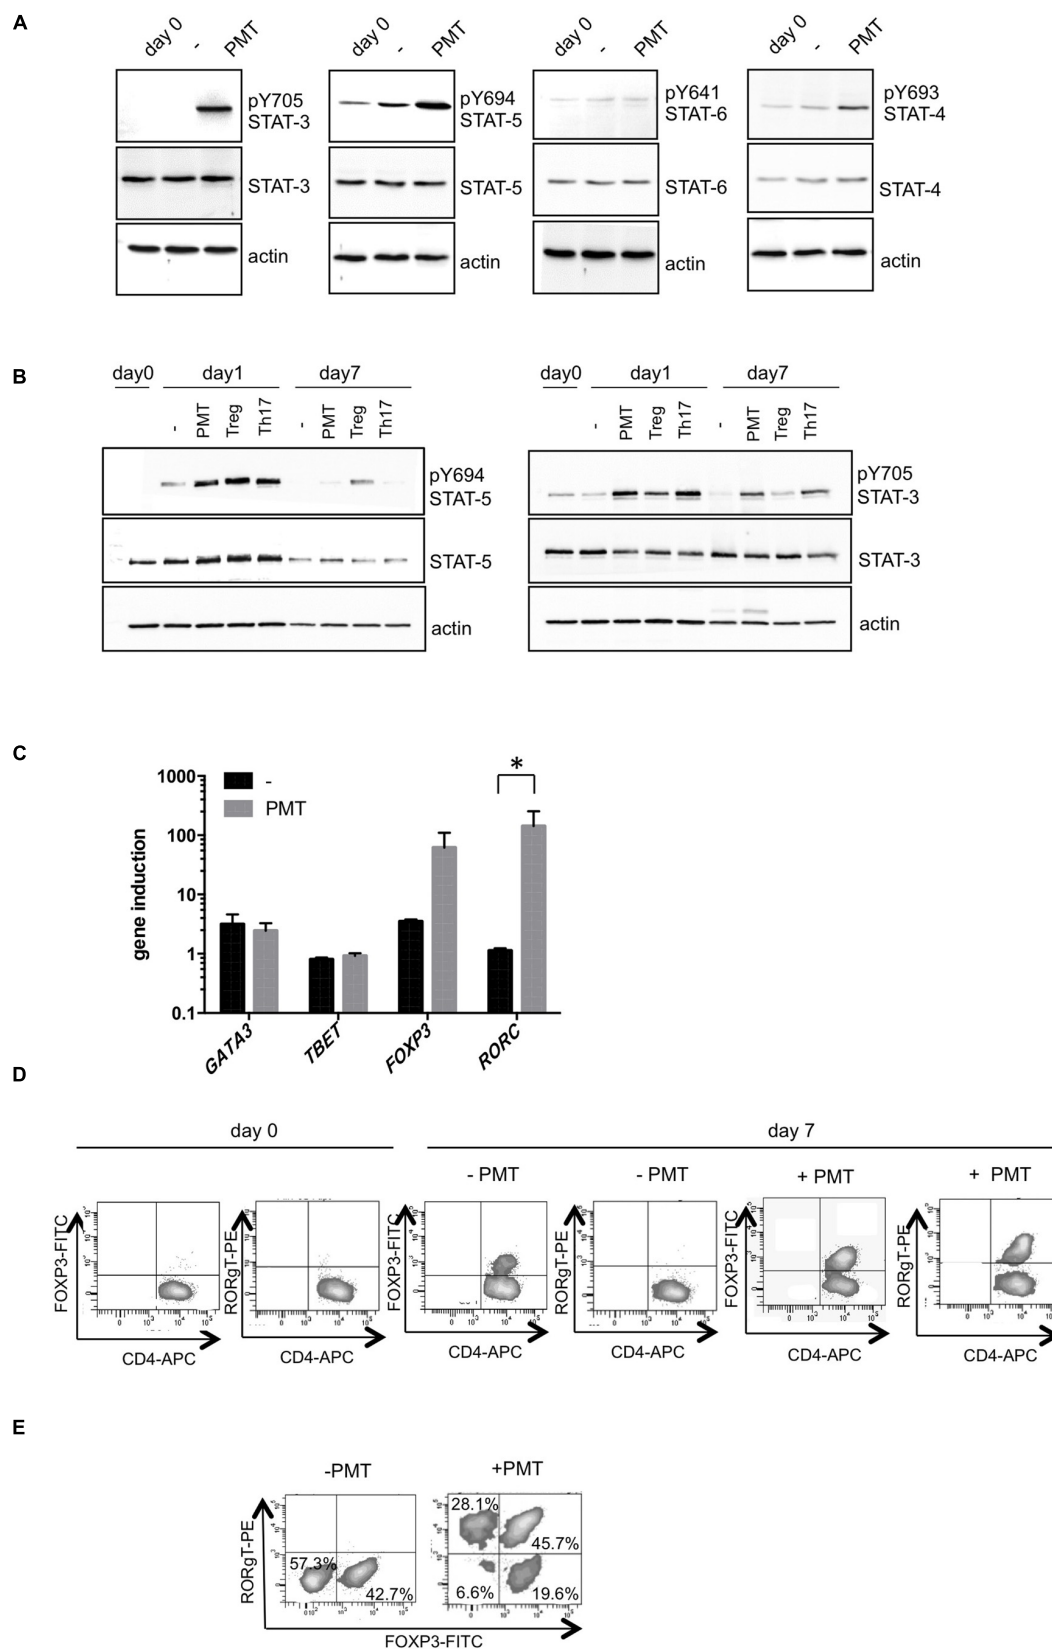 A
day 0 - PMT
day 0 - PMT
day 0 - PMT
day 0 - PMT
pY705 STAT-3
STAT-3
actin
pY694 STAT-5
STAT-5
actin
pY641 STAT-6
STAT-6
actin
pY693 STAT-4
STAT-4
actin
B
day0 day1 day7
- PMT Treg Th17 - PMT Treg Th17
pY694 STAT-5
STAT-5
actin
day0 day1 day7
- PMT Treg Th17 - PMT Treg Th17
pY705 STAT-3
STAT-3
actin
C
*
-
PMT
gene induction
1000
100
10
1
0.1
GATA3 TBET FOXP3 RORC
D
day 0 day 7
- PMT - PMT + PMT + PMT
FOXP3-FITC RORgT-PE FOXP3-FITC RORgT-PE FOXP3-FITC RORgT-PE
CD4-APC CD4-APC CD4-APC CD4-APC CD4-APC CD4-APC
E
-PMT +PMT
RORgT-PE
57.3%
42.7%
28.1%
45.7%
6.6%
19.6%
FOXP3-FITC